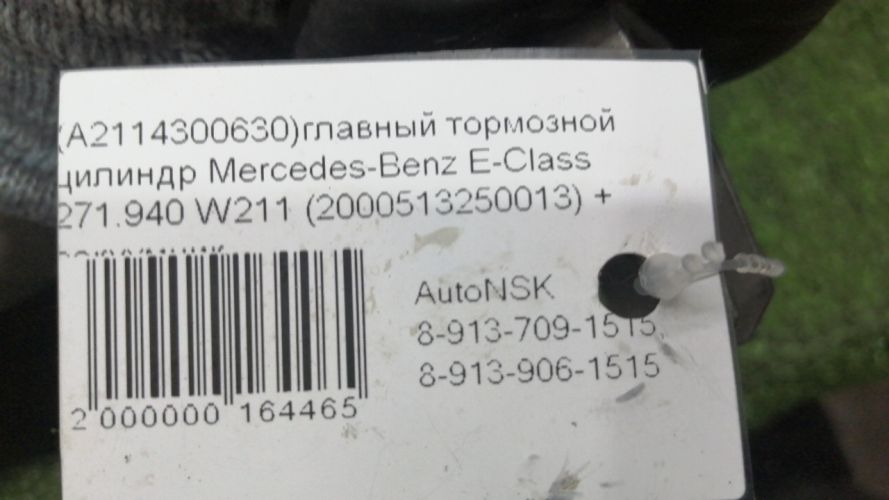 (A2114300630)главный тормозной
цилиндр Mercedes-Benz E-Class
271.940 W211 (2000513250013) +
AutoNSK
8-913-709-1515,
8-913-906-1515
2 000000 164465